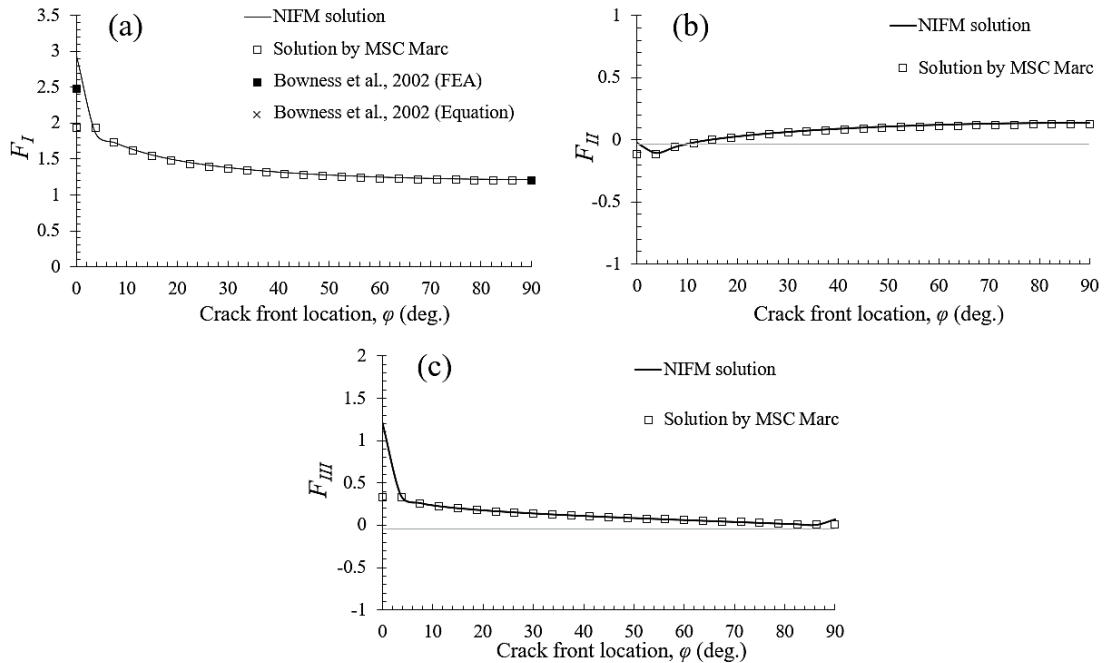 (a)
NIFM solution
Solution by MSC Marc
Bowness et al., 2002 (FEA)
Bowness et al., 2002 (Equation)
3.5
3
2.5
2
1.5
1
0.5
0
F_I
0 10 20 30 40 50 60 70 80 90
Crack front location, φ (deg.)
(b)
NIFM solution
Solution by MSC Marc
1
0.5
0
-0.5
-1
F_II
0 10 20 30 40 50 60 70 80 90
Crack front location, φ (deg.)
(c)
NIFM solution
Solution by MSC Marc
2
1.5
1
0.5
0
-0.5
-1
F_III
0 10 20 30 40 50 60 70 80 90
Crack front location, φ (deg.)